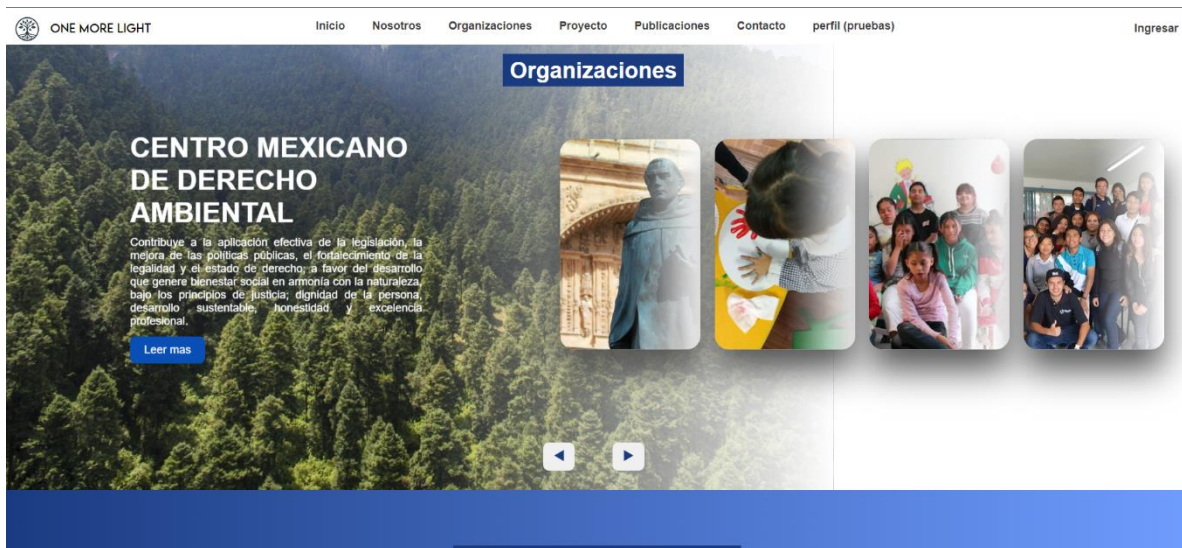 ONE MORE LIGHT
Inicio
Nosotros
Organizaciones
Proyecto
Publicaciones
Contacto
perfil (pruebas)
Ingresar
Organizaciones
CENTRO MEXICANO
DE DERECHO
AMBIENTAL
Contribuye a la aplicación efectiva de la legislación, la
mejora de las políticas públicas, el fortalecimiento de la
legalidad y el estado de derecho; a favor del desarrollo
que genere bienestar social en armonía con la naturaleza,
bajo los principios de justicia; dignidad de la persona,
desarrollo sustentable, honestidad y excelencia
profesional.
Leer mas